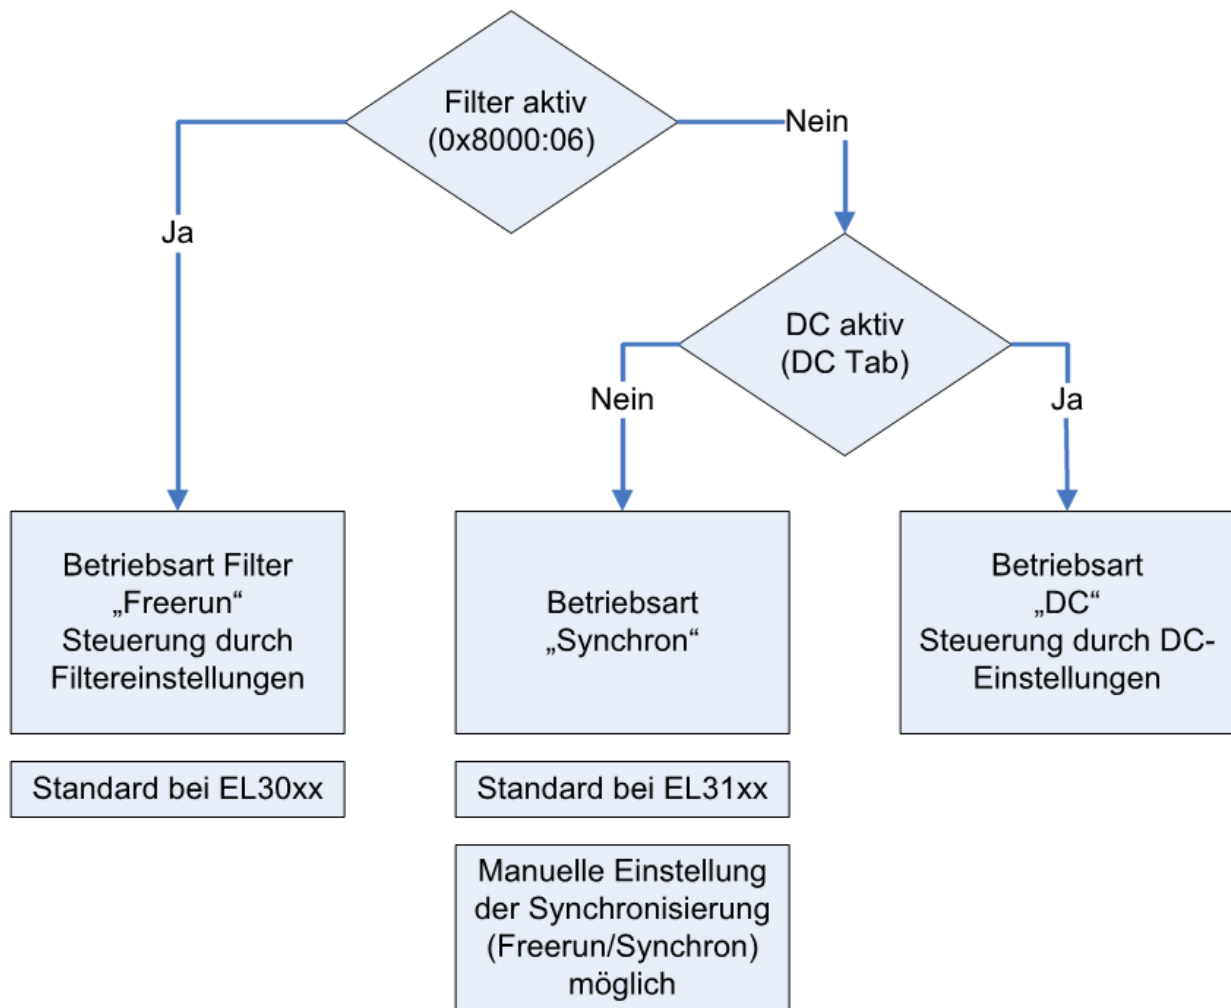 Filter aktiv
(0x8000:06)
Nein
Ja
DC aktiv
(DC Tab)
Nein
Ja
Betriebsart Filter
„Freerun“
Steuerung durch
Filtereinstellungen
Betriebsart
„Synchron“
Betriebsart
„DC“
Steuerung durch DC-
Einstellungen
Standard bei EL30xx
Standard bei EL31xx
Manuelle Einstellung
der Synchronisierung
(Freerun/Synchron)
möglich